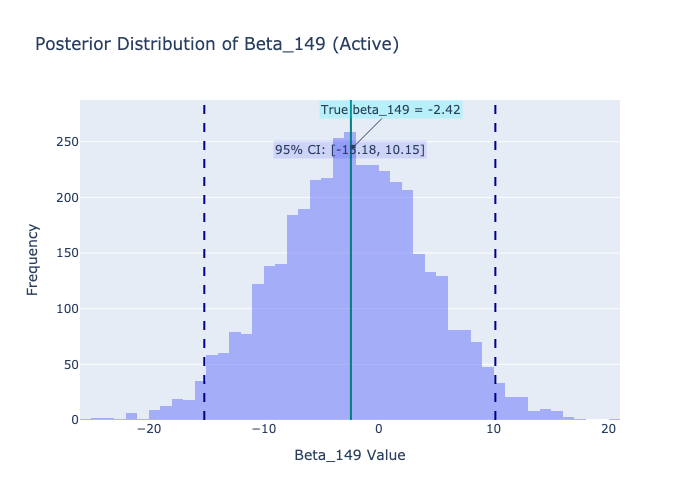 Posterior Distribution of Beta_149 (Active)
True beta_149 = -2.42
95% CI: [-15.18, 10.15]
250
200
150
100
50
0
Frequency
−20
−10
0
10
20
Beta_149 Value